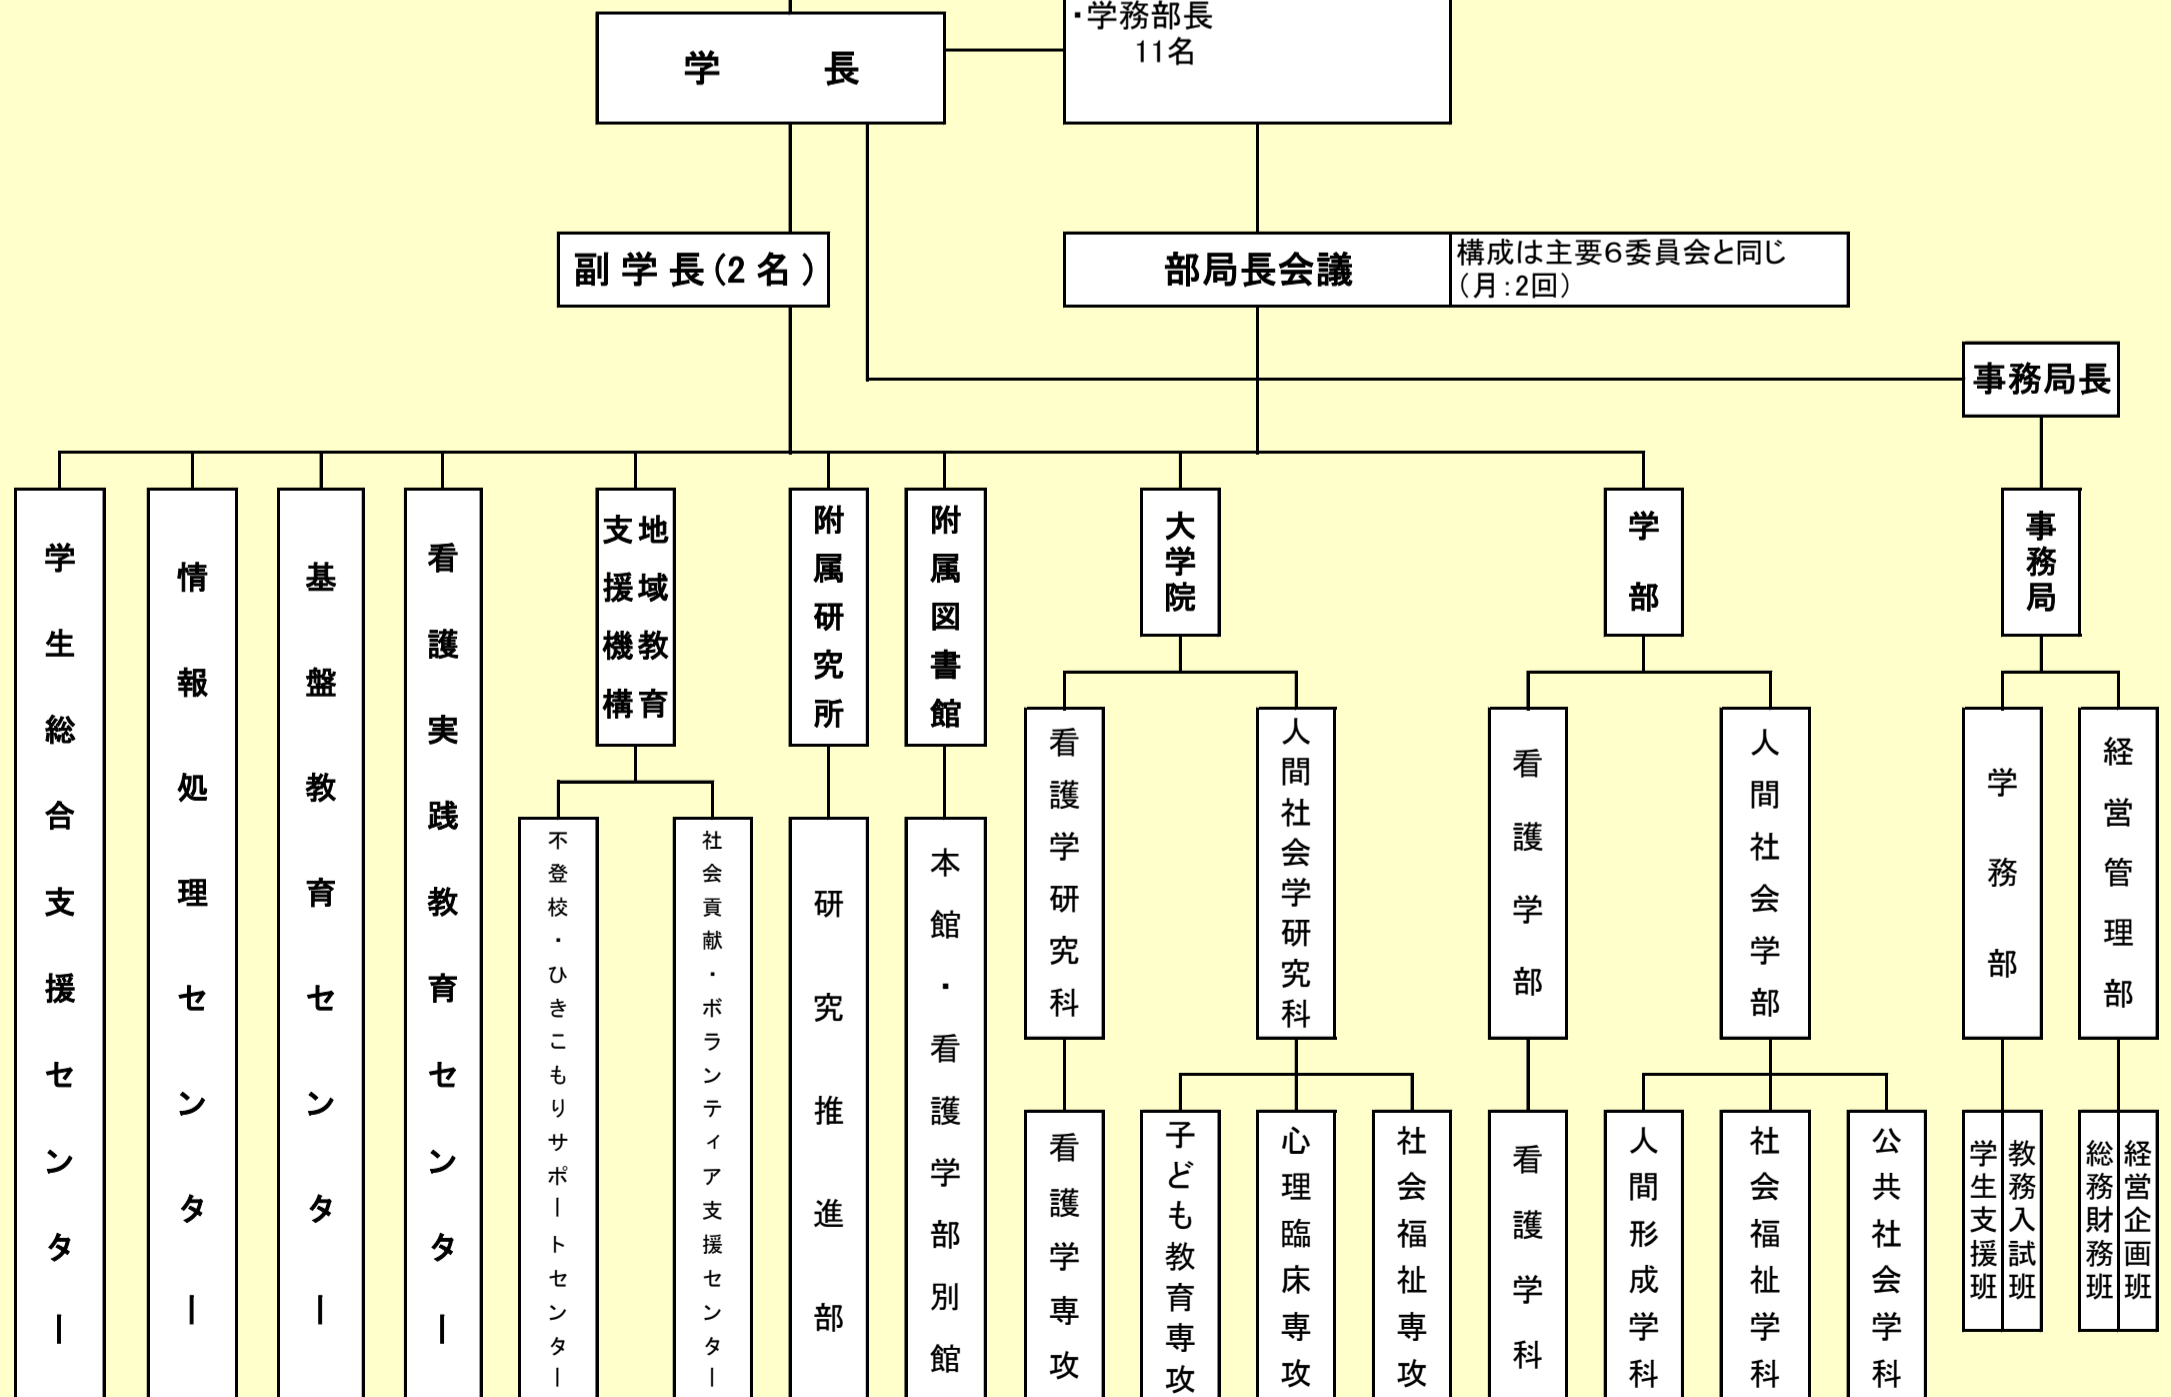 ・学務部長
11名
学長
副学長(2名)
部局長会議
構成は主要6委員会と同じ
(月:2回)
事務局長
学生総合支援センター
情報処理センター
基盤教育センター
看護実践教育センター
地域教育
支援機構
附属研究所
附属図書館
大学院
学部
事務局
不登校・ひきこもりサポートセンター
社会貢献・ボランティア支援センター
研究推進部
本館・看護学部別館
看護学研究科
人間社会学研究科
看護学部
人間社会学部
学務部
経営管理部
看護学専攻
子ども教育専攻
心理臨床専攻
社会福祉専攻
看護学科
人間形成学科
社会福祉学科
公共社会学科
教務入試班
学生支援班
経営企画班
総務財務班